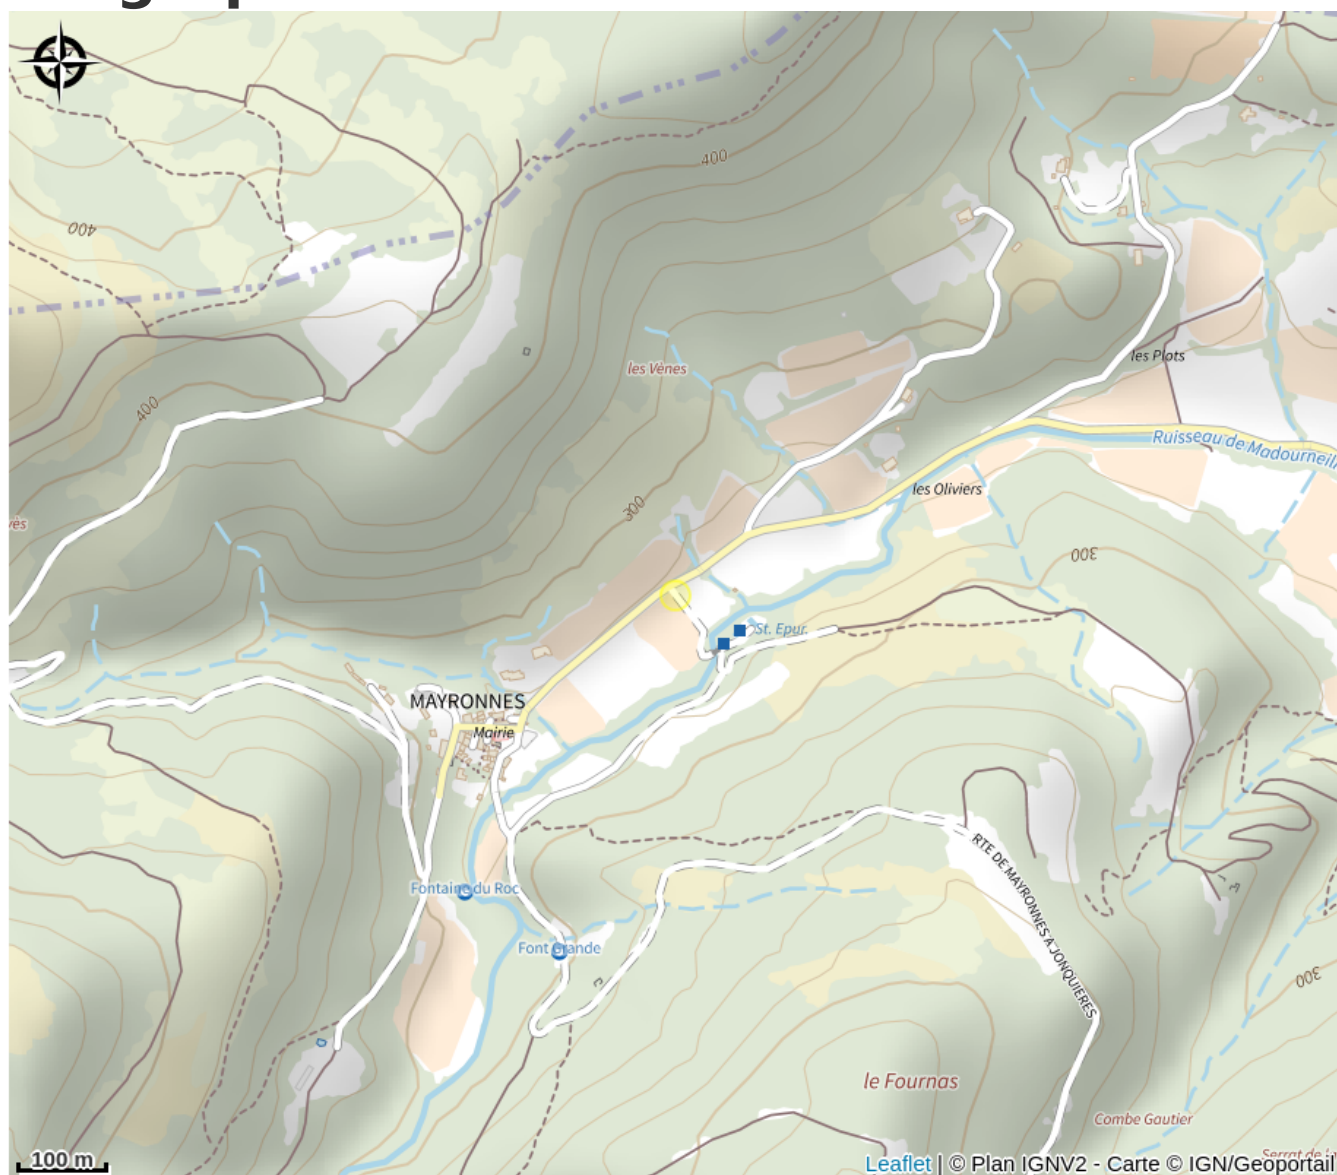 400
400
400
les Vènes
les Plots
Ruisseau de Madourneill
les Oliviers
300
300
St. Epur.
MAYRONNES
Mairie
Fontaine du Roc
Font Grande
RTE DE MAYRONNES A JONQUIERES
300
le Fournas
Combe Gautier
100 m
Leaflet | © Plan IGNV2 - Carte © IGN/Geoportail